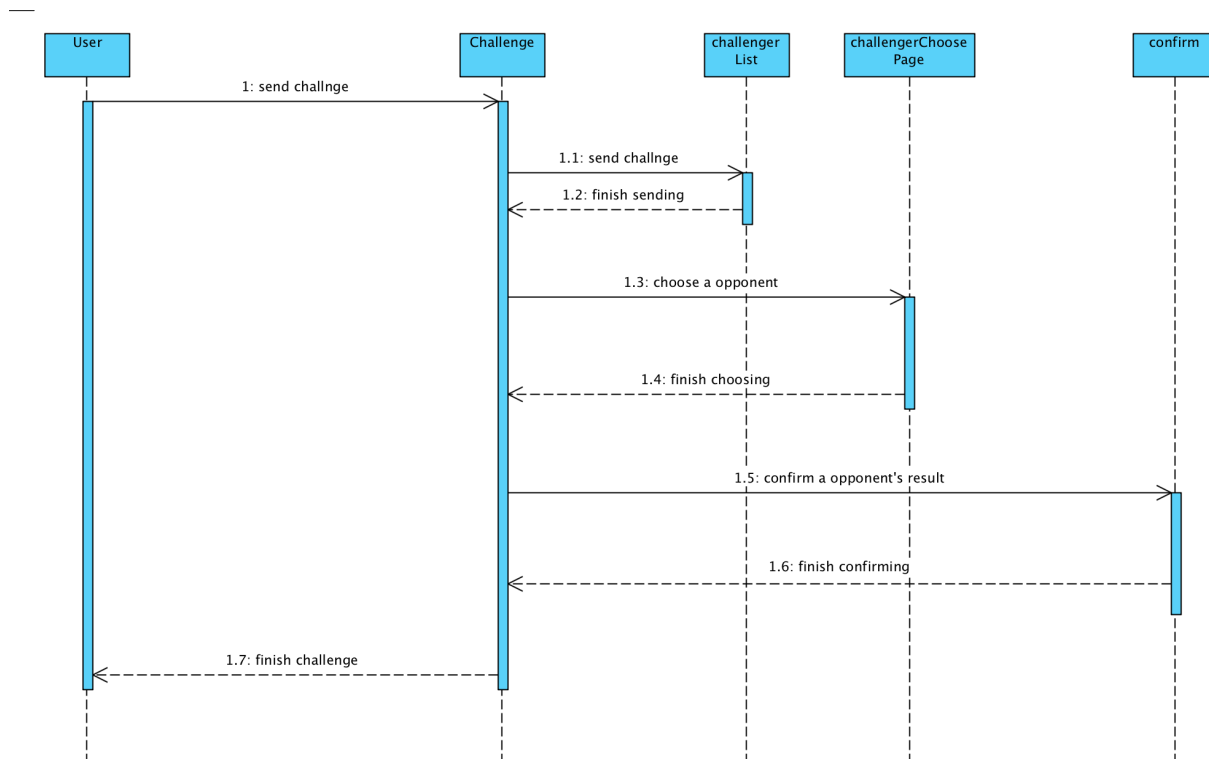 User
Challenge
challenger
List
challengerChoose
Page
confirm
1: send challnge
1.1: send challnge
1.2: finish sending
1.3: choose a opponent
1.4: finish choosing
1.5: confirm a opponent's result
1.6: finish confirming
1.7: finish challenge